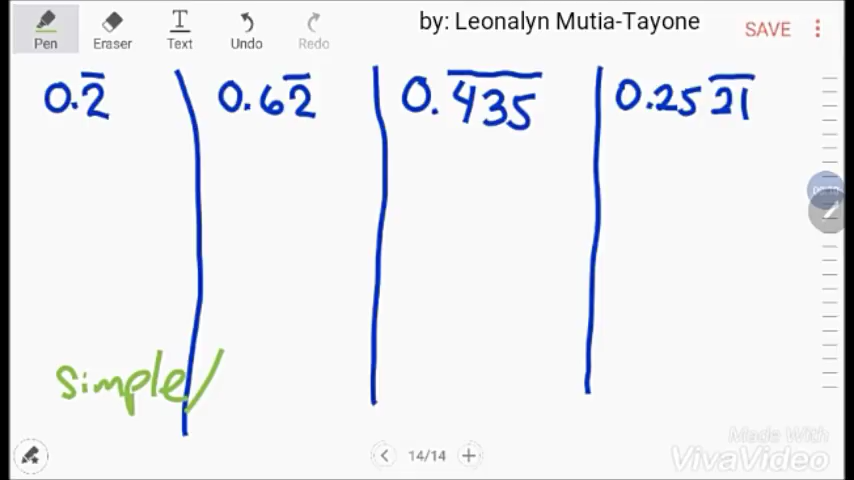 by: Leonalyn Mutia-Tayone
SAVE
Pen
Eraser
Text
Undo
Redo
0.2̅
0.62̅
0.4̅3̅5̅
0.252̅1̅
simple/
14/14
Made With
VivaVideo